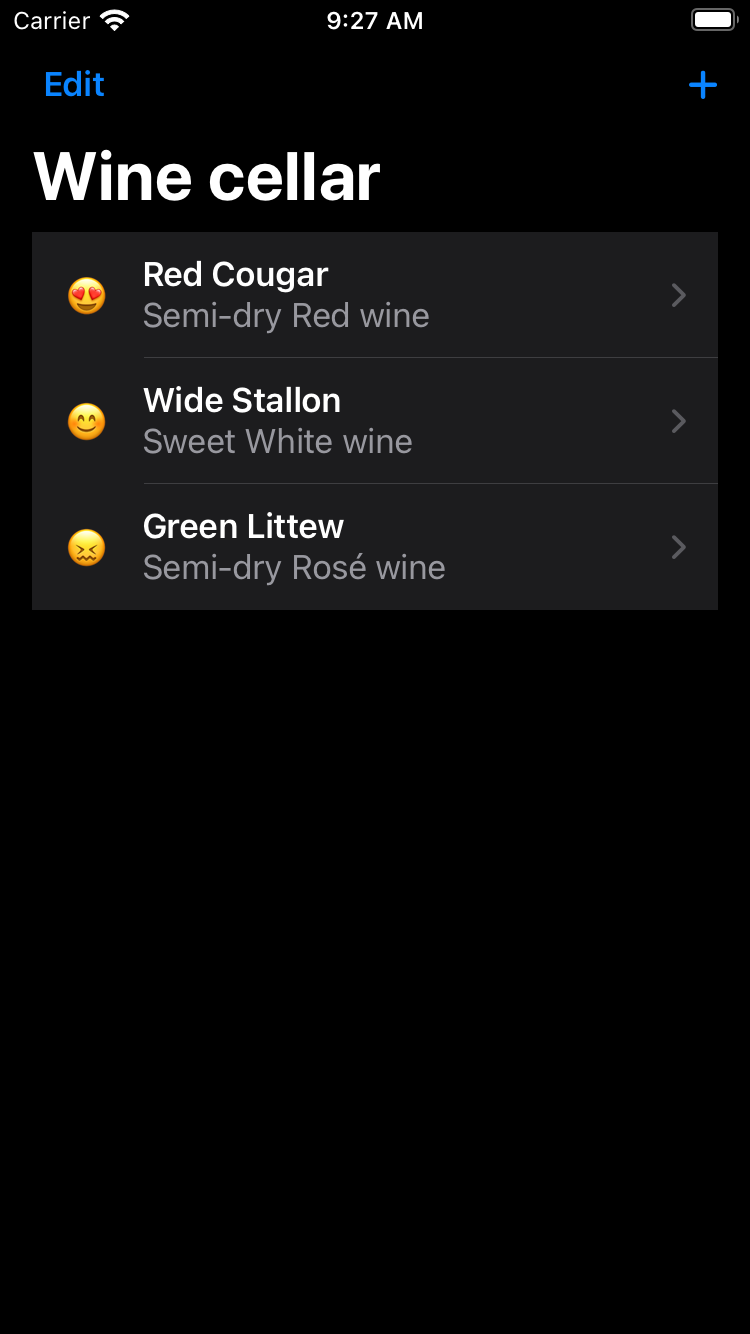 Carrier 9:27 AM
Edit +
Wine cellar
Red Cougar
Semi-dry Red wine
Wide Stallon
Sweet White wine
Green Littew
Semi-dry Rosé wine